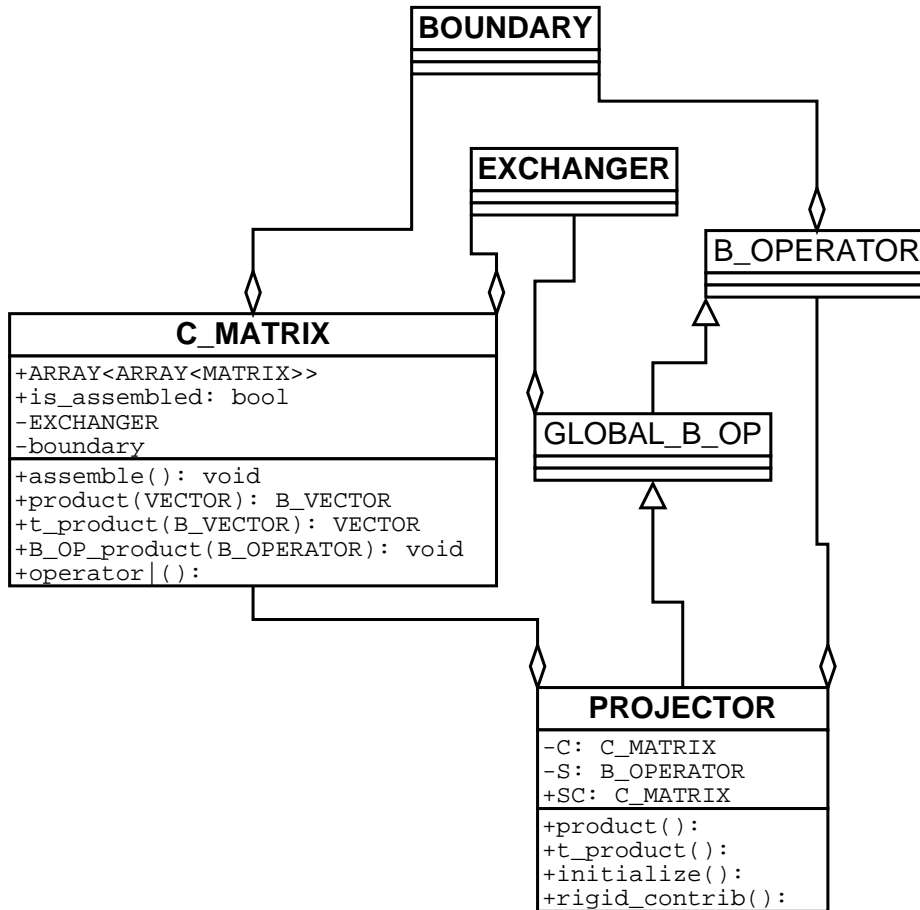 BOUNDARY
EXCHANGER
B_OPERATOR
C_MATRIX
+ARRAY<ARRAY<MATRIX>>
+is_assembled: bool
-EXCHANGER
-boundary
+assemble(): void
+product(VECTOR): B_VECTOR
+t_product(B_VECTOR): VECTOR
+B_OP_product(B_OPERATOR): void
+operator|():
GLOBAL_B_OP
PROJECTOR
-C: C_MATRIX
-S: B_OPERATOR
+SC: C_MATRIX
+product():
+t_product():
+initialize():
+rigid_contrib():